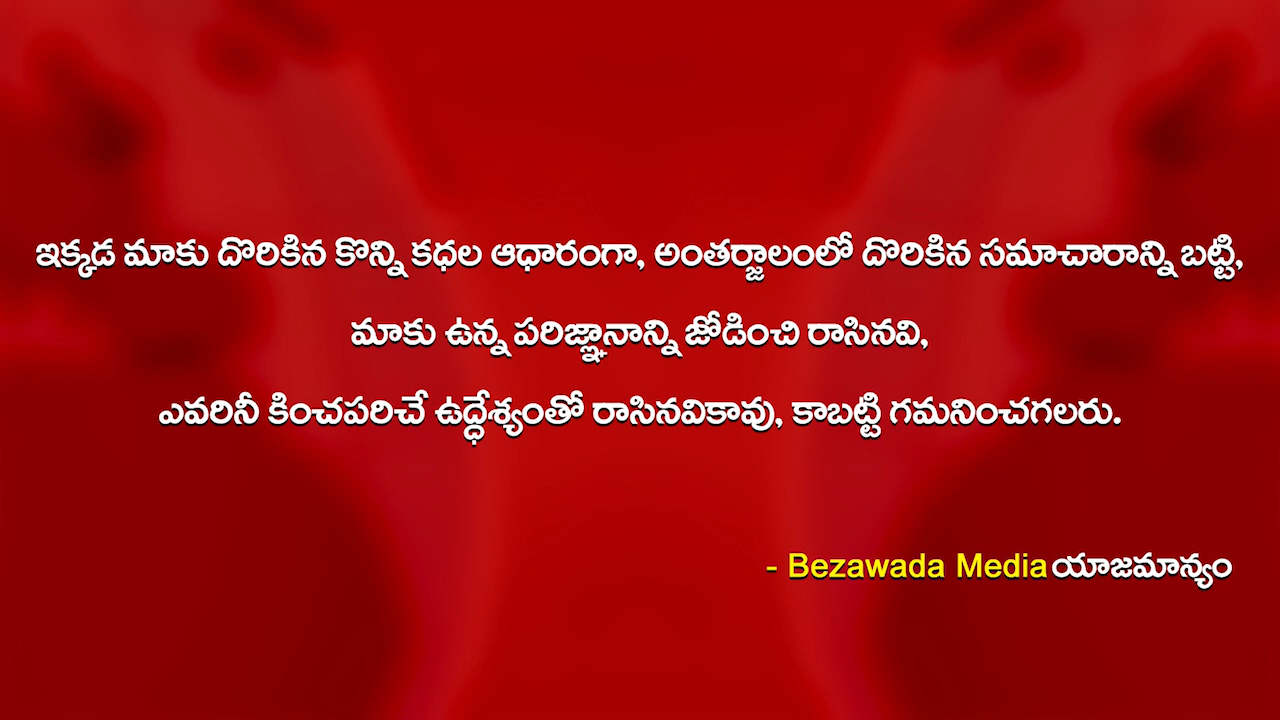 ఇక్కడ మాకు దొరికిన కొన్ని కధల ఆధారంగా, అంతర్జాలంలో దొరికిన సమాచారాన్ని బట్టి,
మాకు ఉన్న పరిజ్ఞానాన్ని జోడించి రాసినవి,
ఎవరినీ కించపరిచే ఉద్ధేశ్యంతో రాసినవికావు, కాబట్టి గమనించగలరు.
- Bezawada Media యాజమాన్యం